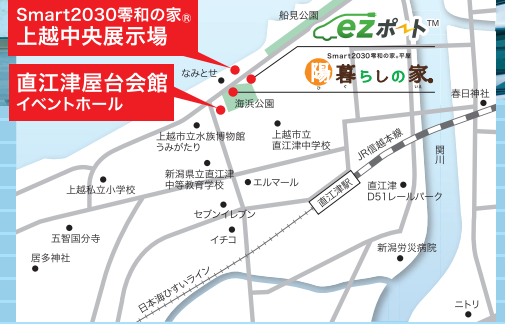 Smart2030零和の家®
上越中央展示場
直江津屋台会館
イベントホール
船見公園
ezポート™
Smart2030零和の家®平屋
陽暮らしの家®
ひ く いえ
なみとせ
海浜公園
春日神社
上越市立水族博物館
うみがたり
上越市立
直江津中学校
JR信越本線
関川
新潟県立直江津
中等教育学校
エルマール
直江津駅
直江津
D51レールパーク
上越私立小学校
セブンイレブン
イチコ
五智国分寺
居多神社
日本海ひすいライン
新潟労災病院
ニトリ